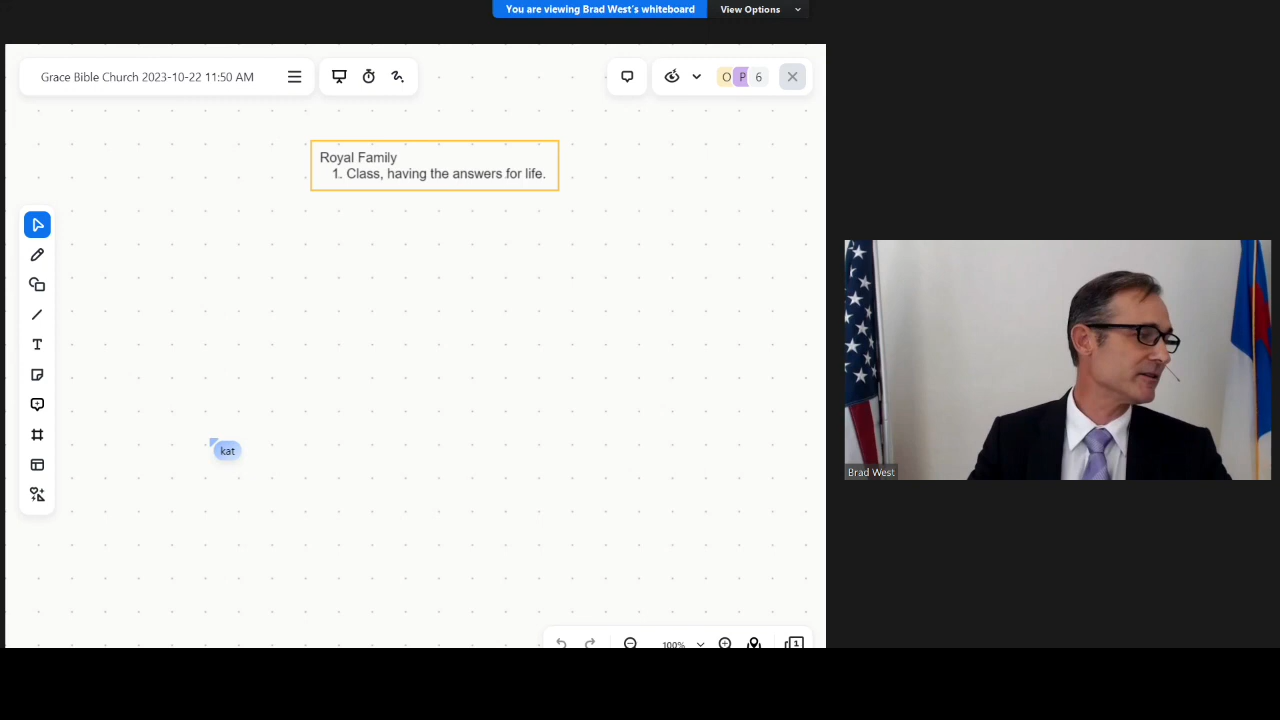 You are viewing Brad West's whiteboard View Options
Grace Bible Church 2023-10-22 11:50 AM
O P 6
Royal Family
1. Class, having the answers for life.
kat
Brad West
100%
1